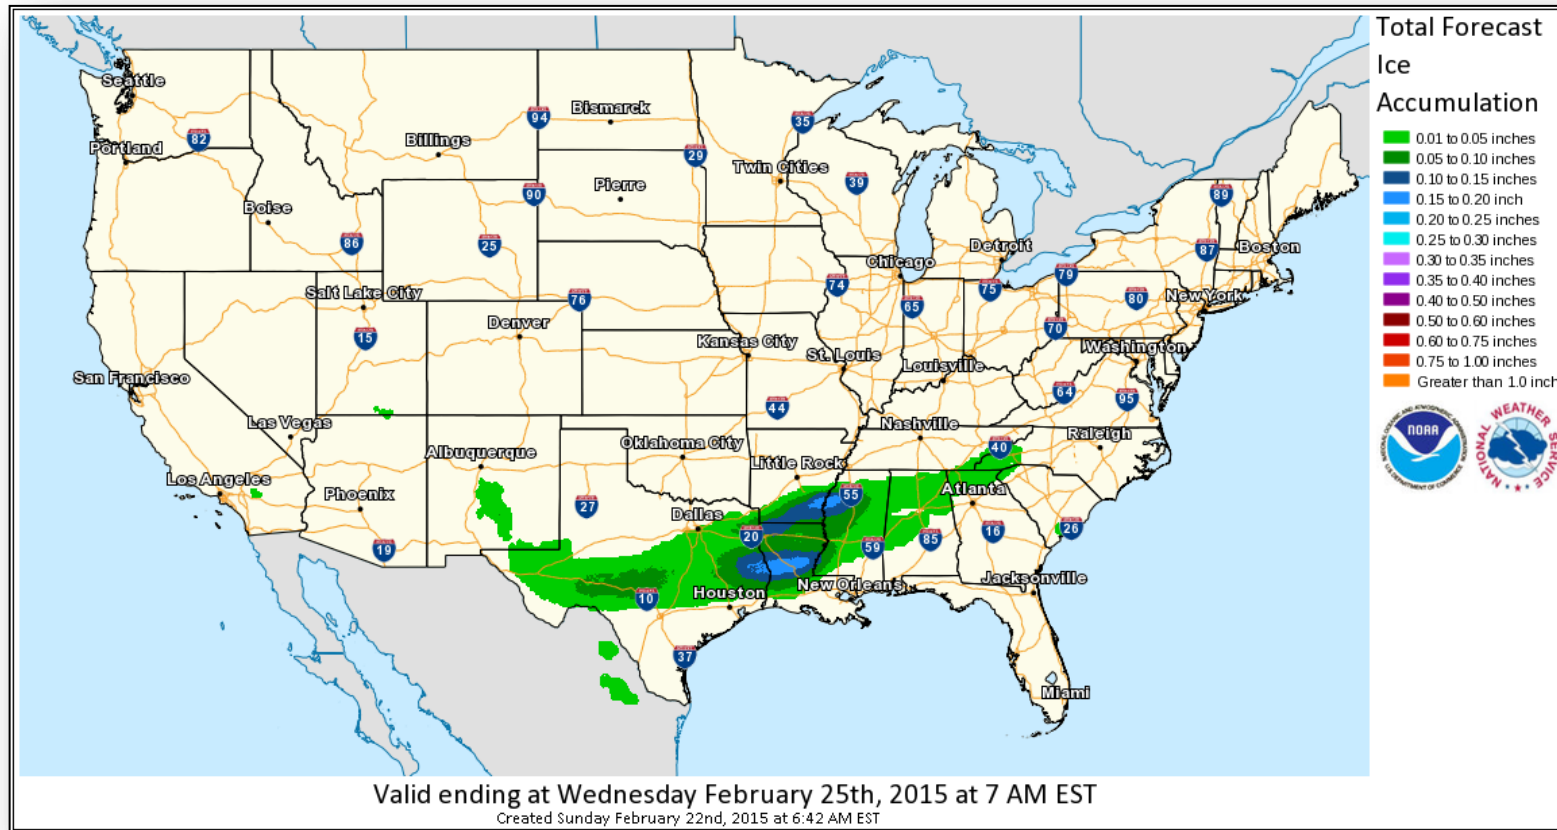 Total Forecast
Ice
Accumulation
0.01 to 0.05 inches
0.05 to 0.10 inches
0.10 to 0.15 inches
0.15 to 0.20 inch
0.20 to 0.25 inches
0.25 to 0.30 inches
0.30 to 0.35 inches
0.35 to 0.40 inches
0.40 to 0.50 inches
0.50 to 0.60 inches
0.60 to 0.75 inches
0.75 to 1.00 inches
Greater than 1.0 inch
NOAA
NATIONAL WEATHER SERVICE
Seattle
Portland
82
Billings
94
Bismarck
35
29
Twin Cities
Pierre
90
39
89
Boise
86
25
Detroit
87
Boston
Chicago
79
Salt Lake City
76
74
65
75
80
New York
15
Denver
70
Kansas City
St. Louis
Washington
San Francisco
Louisville
64
95
44
Las Vegas
Nashville
Raleigh
Albuquerque
Oklahoma City
40
Little Rock
Los Angeles
Phoenix
27
55
Atlanta
Dallas
20
19
59
85
16
26
Jacksonville
New Orleans
10
Houston
37
Miami
Valid ending at Wednesday February 25th, 2015 at 7 AM EST
Created Sunday February 22nd, 2015 at 6:42 AM EST